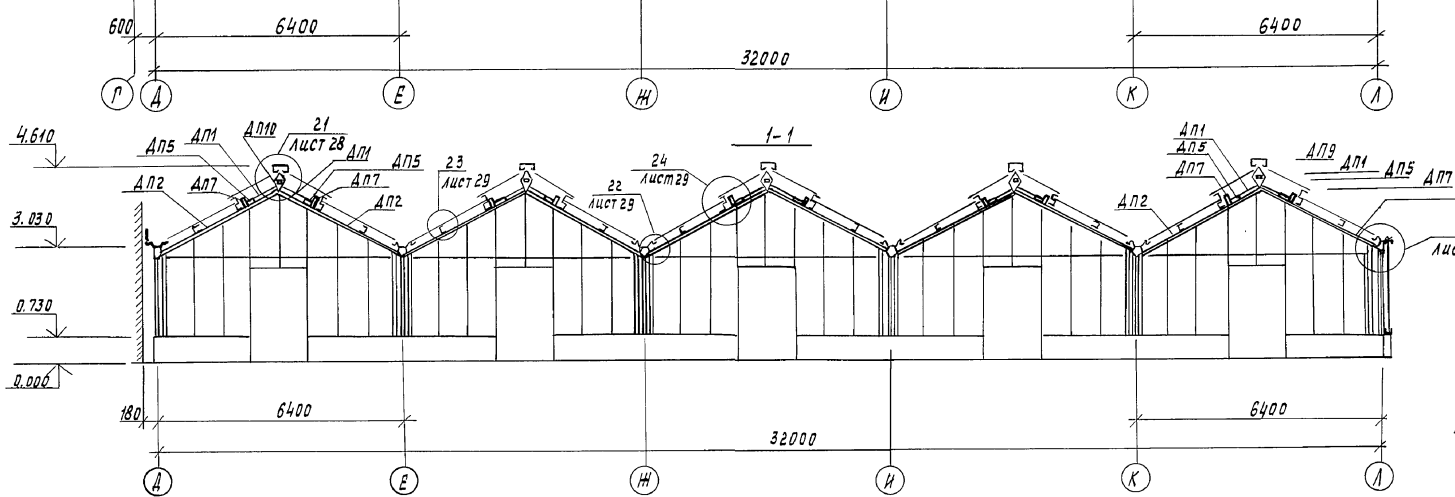 600 6400 6400
32000
Г Д Е Ж И К Л
1-1
4.610
3.030
0.730
0.000
ДП2 ДП5 ДП7 ДП1 ДП10
21
лист 28
ДП1 ДП5
ДП7
ДП2
23
лист 29
22
лист 29
24
лист 29
ДП1
ДП5
ДП7
ДП2
ДП9
ДП1 ДП5 ДП7
180 6400 6400
32000
Д Е Ж И К Л